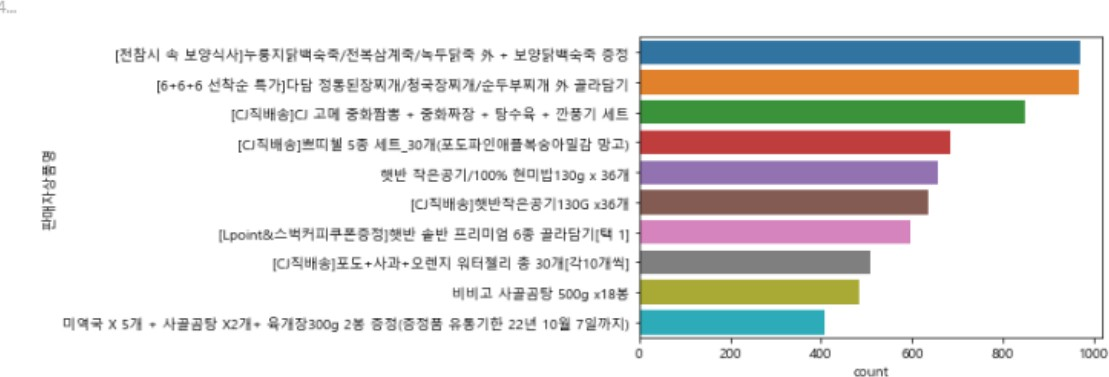 4...
[전참시 속 보양식사]누룽지닭백숙죽/전복삼계죽/녹두닭죽 外 + 보양닭백숙죽 증정
[6+6+6 선착순 특가]다담 정통된장찌개/청국장찌개/순두부찌개 外 골라담기
[CJ직배송]CJ 고메 중화짬뽕 + 중화짜장 + 탕수육 + 깐풍기 세트
[CJ직배송]쁘띠첼 5종 세트_30개(포도파인애플복숭아밀감 망고)
햇반 작은공기/100% 현미밥130g x 36개
[CJ직배송]햇반작은공기130G x36개
[Lpoint&스벅커피쿠폰증정]햇반 솥반 프리미엄 6종 골라담기[택 1]
[CJ직배송]포도+사과+오렌지 워터젤리 총 30개[각10개씩]
비비고 사골곰탕 500g x18봉
미역국 X 5개 + 사골곰탕 X2개+ 육개장300g 2봉 증정(증정품 유통기한 22년 10월 7일까지)
판매자상품명
0 200 400 600 800 1000
count